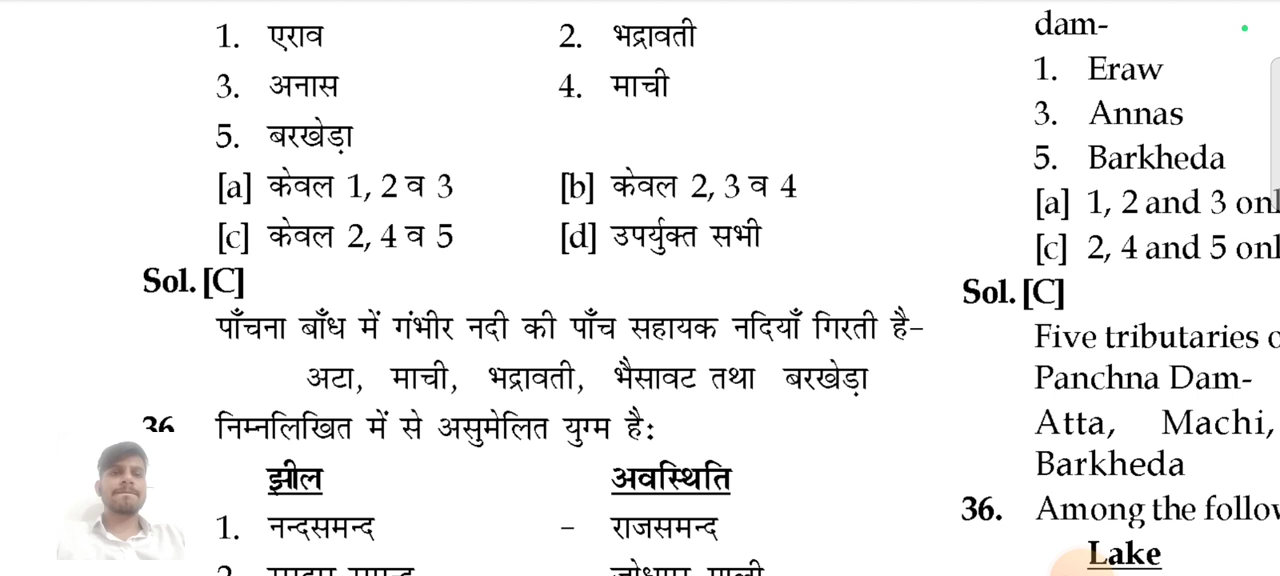 1. एराव 2. भद्रावती
3. अनास 4. माची
5. बरखेड़ा
[a] केवल 1, 2 व 3 [b] केवल 2, 3 व 4
[c] केवल 2, 4 व 5 [d] उपर्युक्त सभी
Sol. [C]
पाँचना बाँध में गंभीर नदी की पाँच सहायक नदियाँ गिरती है–
अटा, माची, भद्रावती, भैसावट तथा बरखेड़ा
36 निम्नलिखित में से असुमेलित युग्म है:
झील अवस्थिति
1. नन्दसमन्द – राजसमन्द
dam-
1. Eraw
3. Annas
5. Barkheda
[a] 1, 2 and 3 onl
[c] 2, 4 and 5 onl
Sol. [C]
Five tributaries
Panchna Dam-
Atta, Machi,
Barkheda
36. Among the
Lake